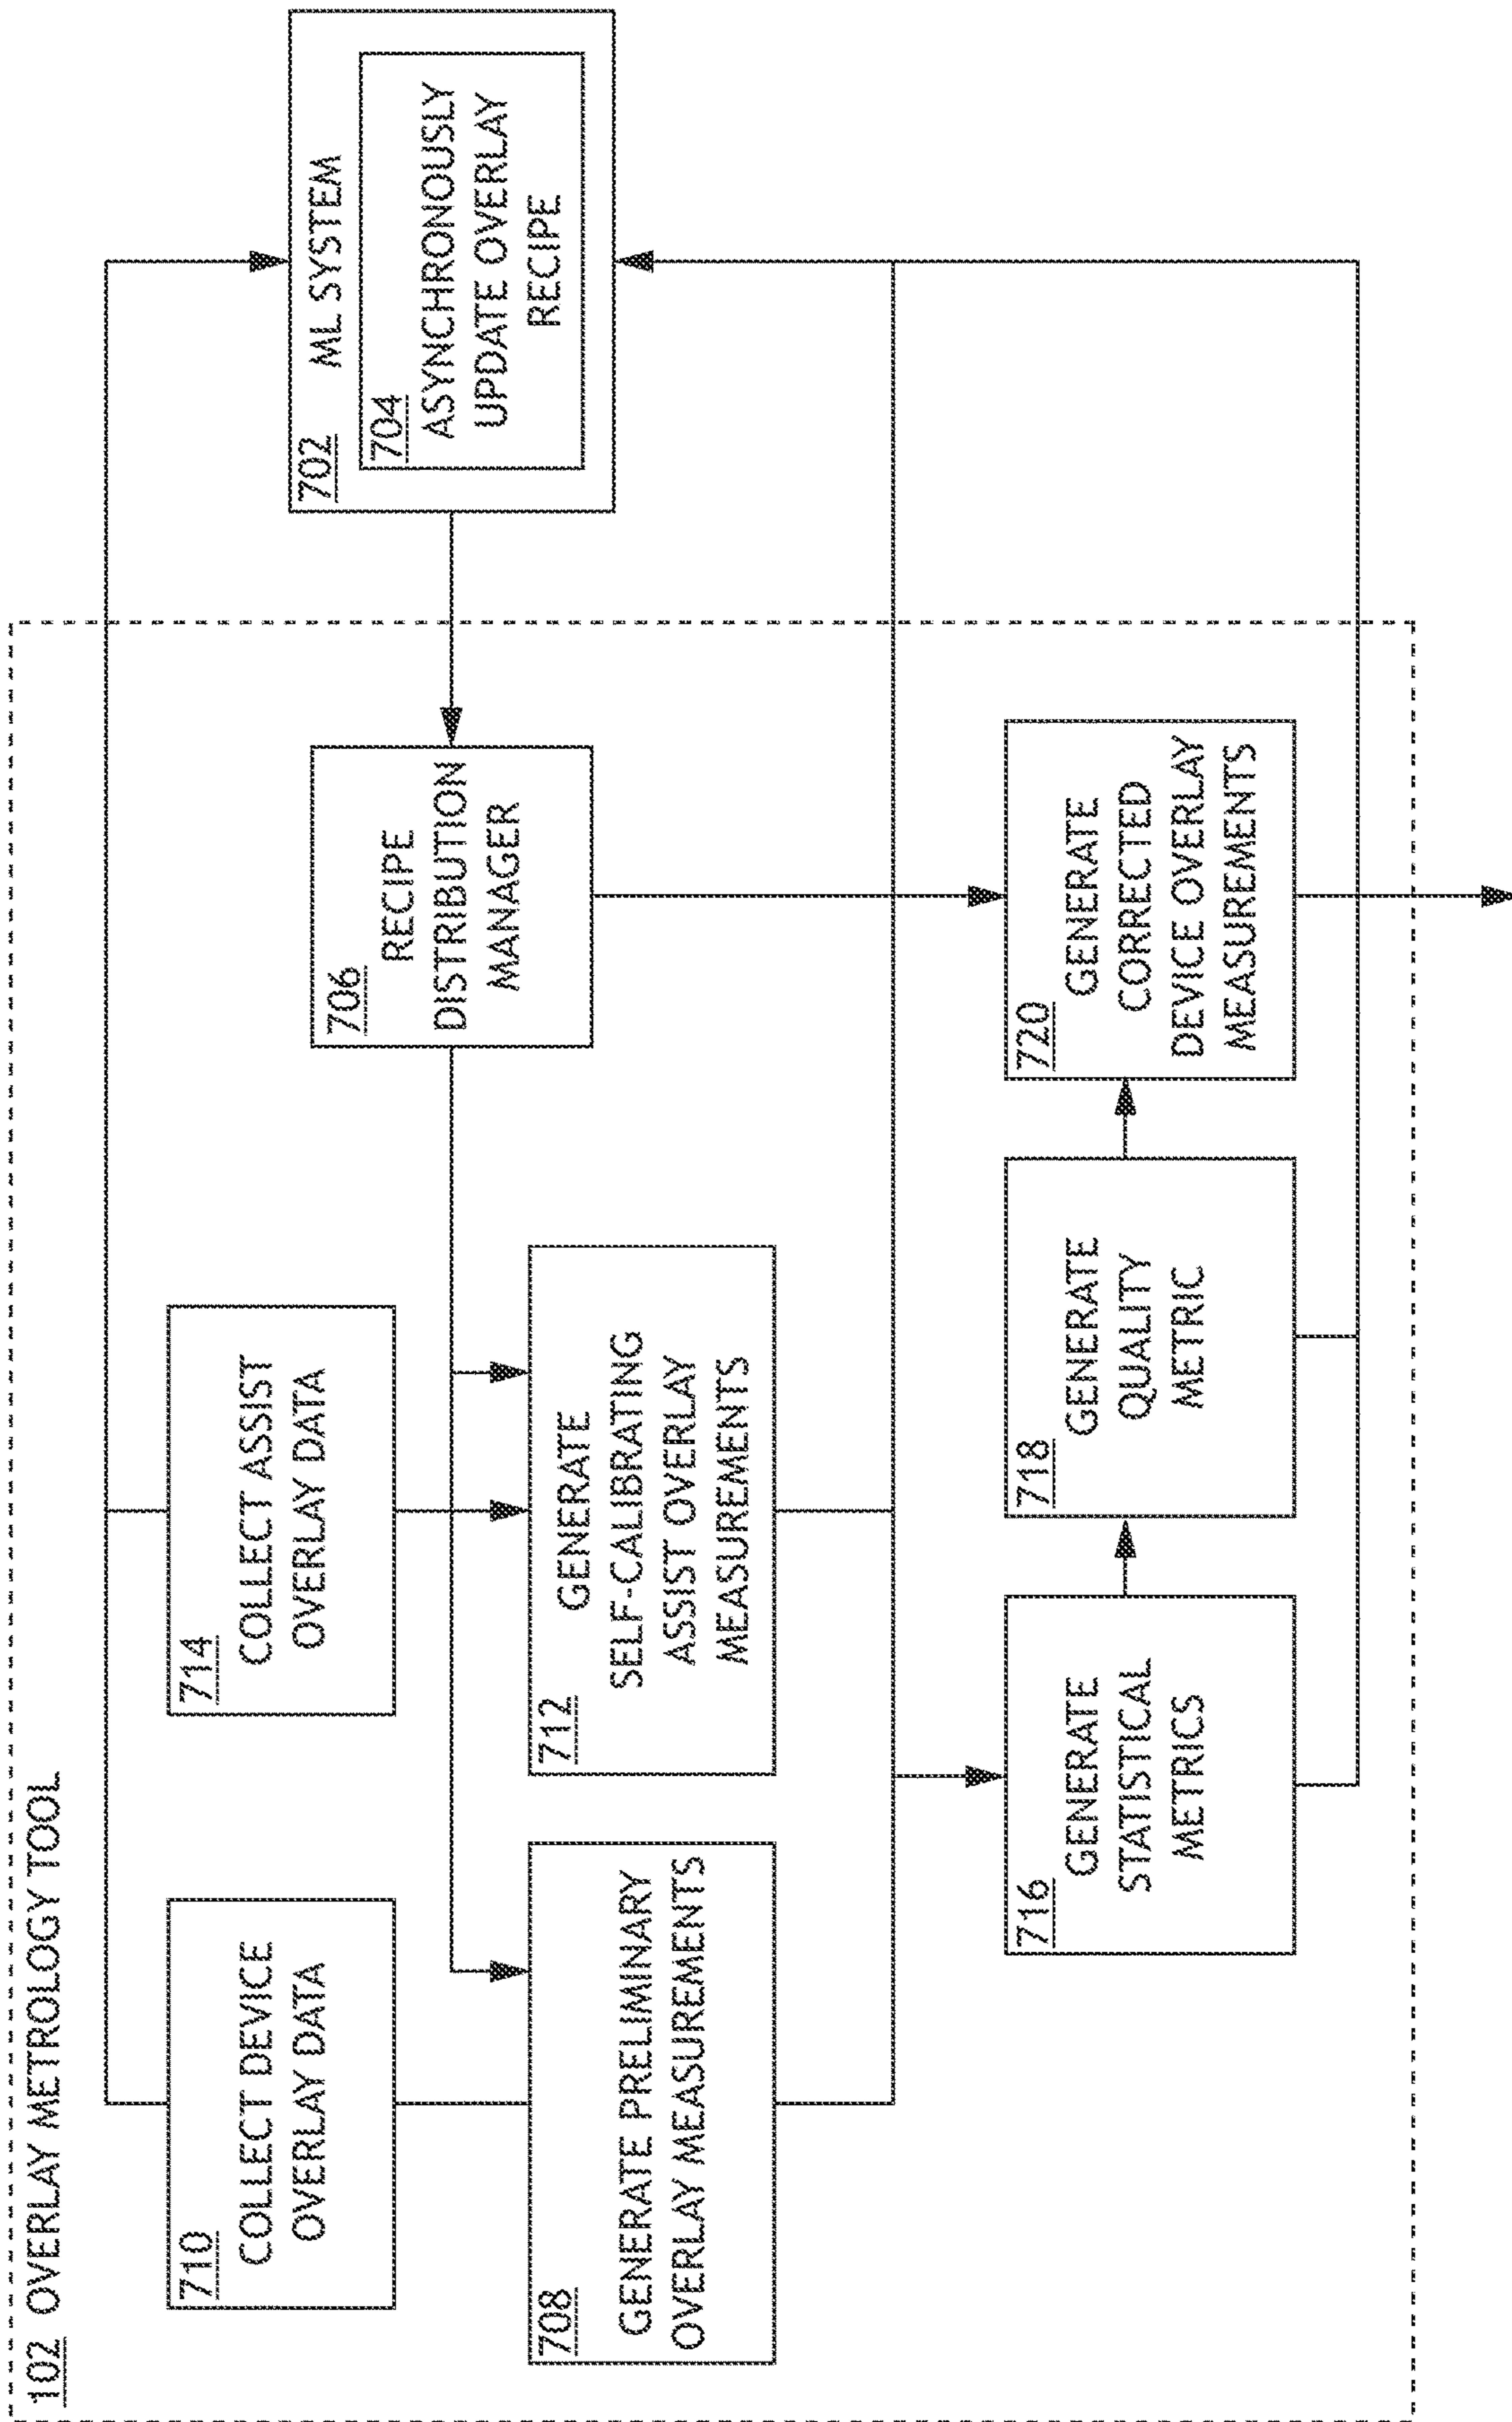 102 OVERLAY METROLOGY TOOL
710
COLLECT DEVICE
OVERLAY DATA
714
COLLECT ASSIST
OVERLAY DATA
708
GENERATE PRELIMINARY
OVERLAY MEASUREMENTS
712
GENERATE
SELF-CALIBRATING
ASSIST OVERLAY
MEASUREMENTS
706
RECIPE
DISTRIBUTION
MANAGER
702 ML SYSTEM
704
ASYNCHRONOUSLY
UPDATE OVERLAY
RECIPE
716
GENERATE
STATISTICAL
METRICS
718
GENERATE
QUALITY
METRIC
720
GENERATE
CORRECTED
DEVICE OVERLAY
MEASUREMENTS